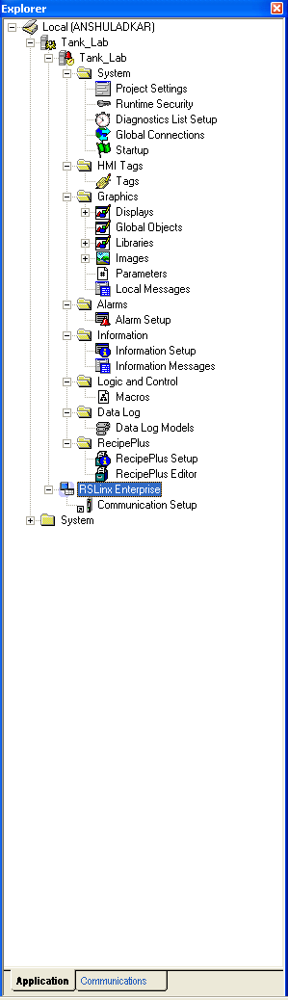 Explorer
Local (ANSHULADKAR)
Tank_Lab
Tank_Lab
System
Project Settings
Runtime Security
Diagnostics List Setup
Global Connections
Startup
HMI Tags
Tags
Graphics
Displays
Global Objects
Libraries
Images
Parameters
Local Messages
Alarms
Alarm Setup
Information
Information Setup
Information Messages
Logic and Control
Macros
Data Log
Data Log Models
RecipePlus
RecipePlus Setup
RecipePlus Editor
RSLinx Enterprise
Communication Setup
System
Application Communications